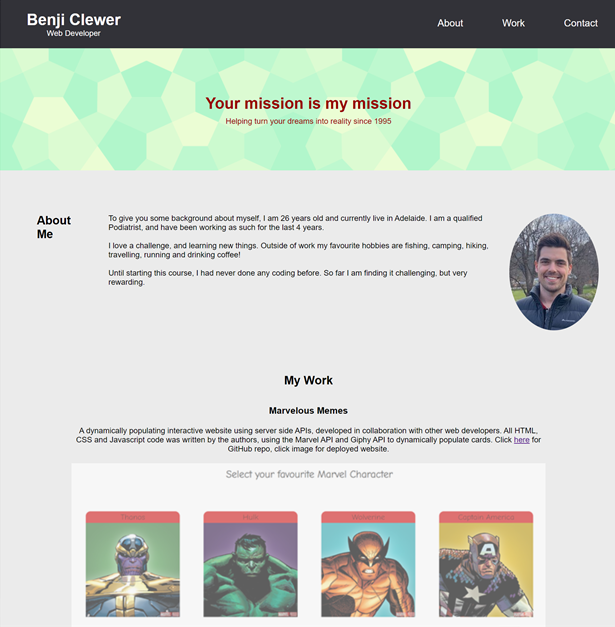 Benji Clewer
Web Developer
About
Work
Contact
Your mission is my mission
Helping turn your dreams into reality since 1995
About
Me
To give you some background about myself, I am 26 years old and currently live in Adelaide. I am a qualified
Podiatrist, and have been working as such for the last 4 years.
I love a challenge, and learning new things. Outside of work my favourite hobbies are fishing, camping, hiking,
travelling, running and drinking coffee!
Until starting this course, I had never done any coding before. So far I am finding it challenging, but very
rewarding.
My Work
Marvelous Memes
A dynamically populating interactive website using server side APIs, developed in collaboration with other web developers. All HTML,
CSS and Javascript code was written by the authors, using the Marvel API and Giphy API to dynamically populate cards. Click here for
GitHub repo, click image for deployed website.
Select your favourite Marvel Character
Thanos
Hulk
Wolverine
Captain America